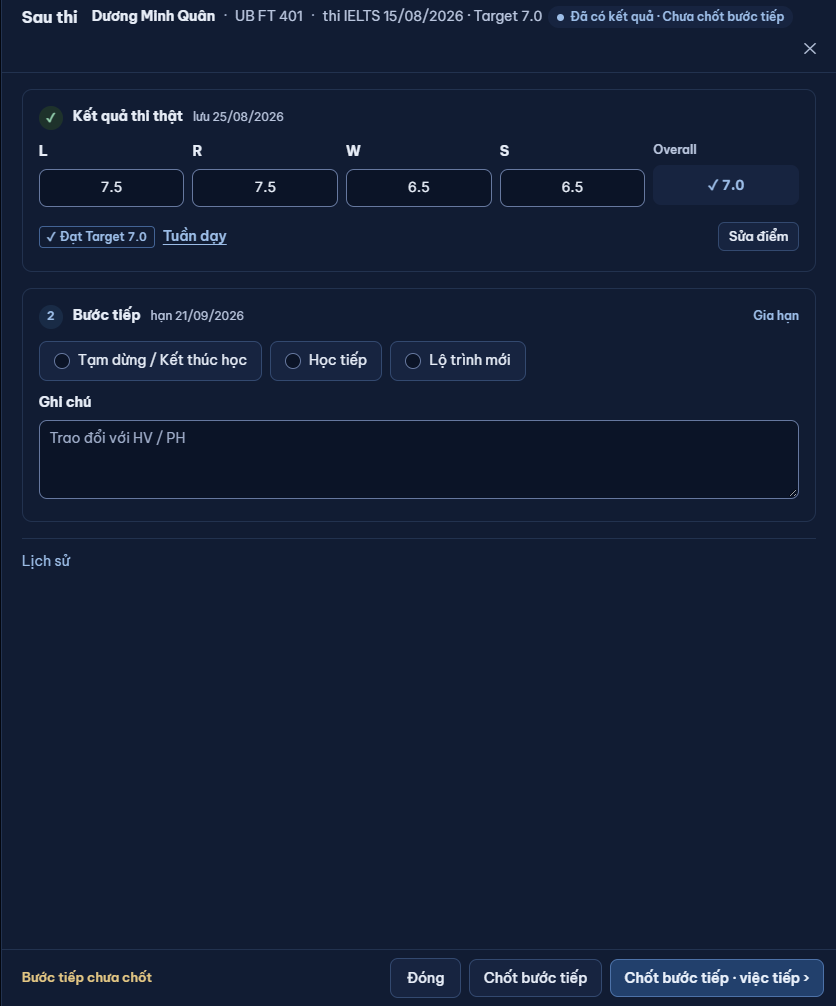 Sau thi Dương Minh Quân · UB FT 401 · thi IELTS 15/08/2026 · Target 7.0 • Đã có kết quả · Chưa chốt bước tiếp
×
✓ Kết quả thi thật lưu 25/08/2026
L R W S Overall
7.5 7.5 6.5 6.5 ✓ 7.0
✓ Đạt Target 7.0 Tuần dạy Sửa điểm
2 Bước tiếp hạn 21/09/2026 Gia hạn
Tạm dừng / Kết thúc học Học tiếp Lộ trình mới
Ghi chú
Trao đổi với HV / PH
Lịch sử
Bước tiếp chưa chốt Đóng Chốt bước tiếp Chốt bước tiếp · việc tiếp ›